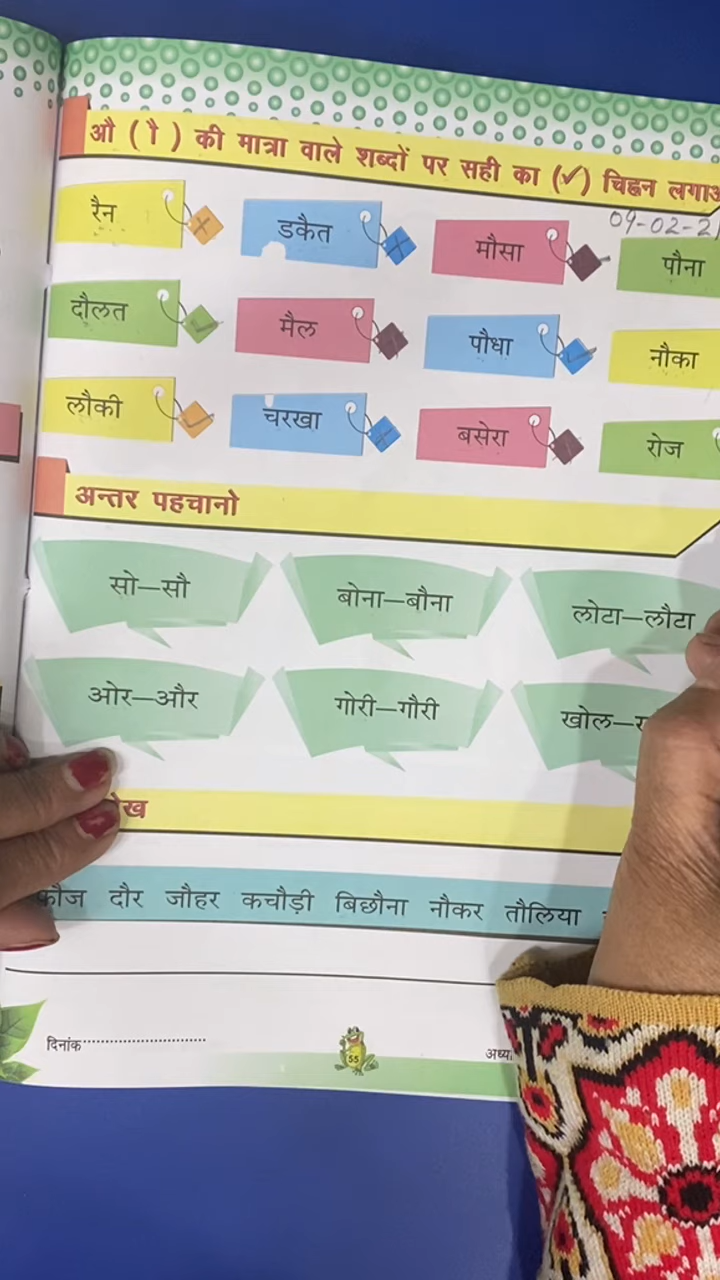 औ ( ौ ) की मात्रा वाले शब्दों पर सही का (✓) चिह्नन
09-02-2
रैन डकैत मौसा पौना
दौलत मैल पौधा नौका
लौकी चरखा बसेरा रोज
अन्तर पहचानो
सो–सौ बोना–बौना लोटा–लौटा
ओर–और गोरी–गौरी खोल–
फौज दौर जौहर कचौड़ी बिछौना नौकर तौलिया
दिनांक 55